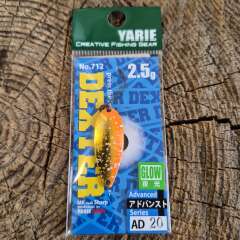 YARIE
CREATIVE FISHING GEAR
No.712
2.5g
DEXTER
GLOW
夜光
Advanced
アドバンスト
Series
AD 20